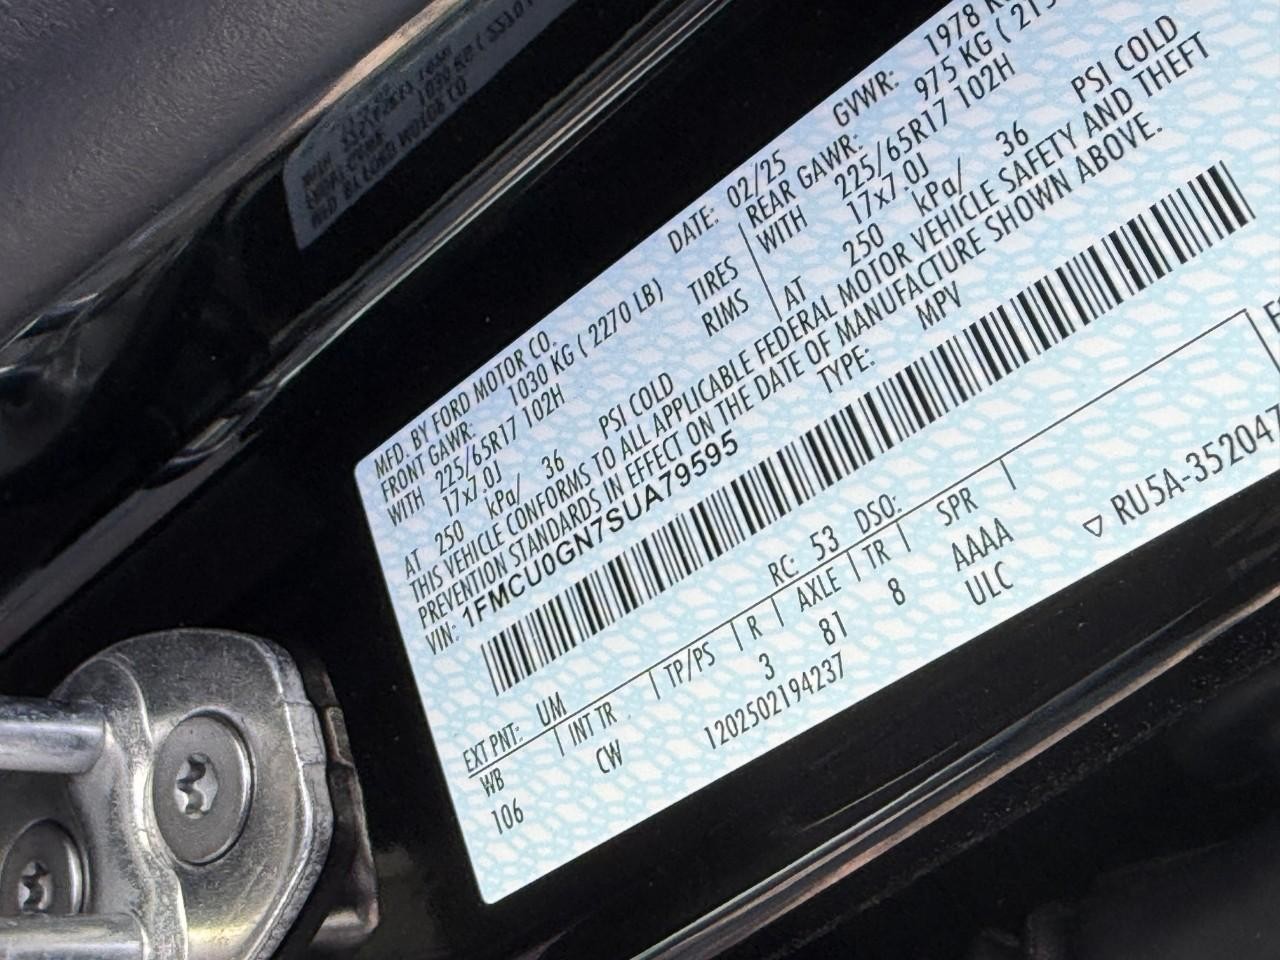 MFD. BY FORD MOTOR CO. DATE: 02/25 GVWR: 1978 K
FRONT GAWR: 1030 KG ( 2270 LB) REAR GAWR: 975 KG ( 215
WITH 225/65R17 102H TIRES WITH 225/65R17 102H
17x7.0J RIMS 17x7.0J
AT 250 kPa/ 36 PSI COLD AT 250 kPa/ 36 PSI COLD
THIS VEHICLE CONFORMS TO ALL APPLICABLE FEDERAL MOTOR VEHICLE SAFETY AND THEFT
PREVENTION STANDARDS IN EFFECT ON THE DATE OF MANUFACTURE SHOWN ABOVE.
VIN: 1FMCU0GN7SUA79595 TYPE: MPV
EXT PNT: UM RC: 53 DSO:
WB INT TR TP/PS R AXLE TR SPR
106 CW 3 81 8 AAAA
1202502194237 ULC
▽ RU5A-352047